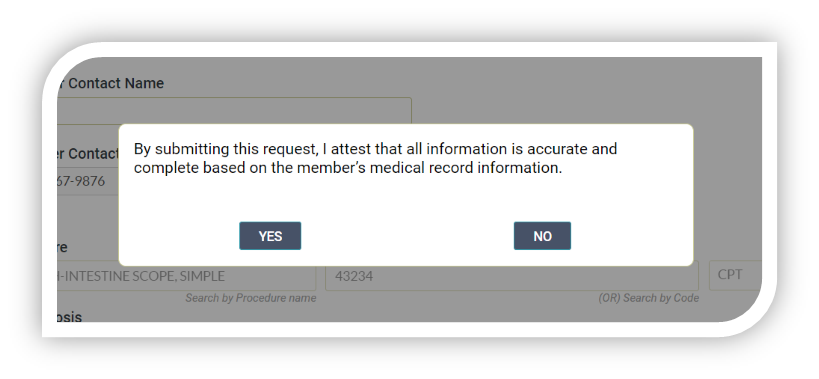 r Contact Name
By submitting this request, I attest that all information is accurate and
complete based on the member's medical record information.
er Contact
67-9876
YES
NO
re
I-INTESTINE SCOPE, SIMPLE
43234
CPT
Search by Procedure name
(OR) Search by Code
osis